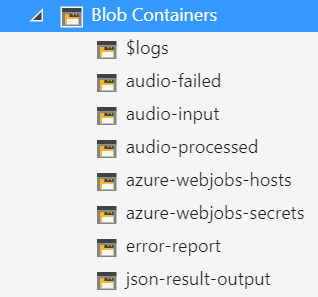 Blob Containers
$logs
audio-failed
audio-input
audio-processed
azure-webjobs-hosts
azure-webjobs-secrets
error-report
json-result-output